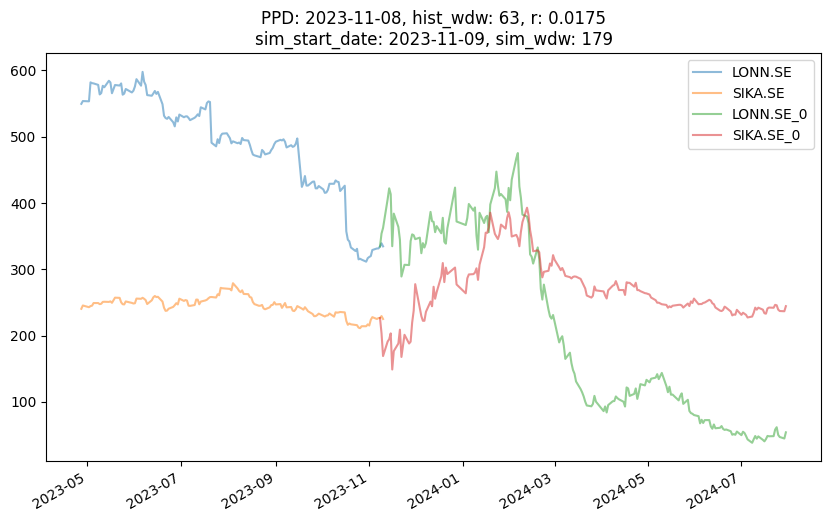 PPD: 2023-11-08, hist_wdw: 63, r: 0.0175
sim_start_date: 2023-11-09, sim_wdw: 179
LONN.SE
SIKA.SE
LONN.SE_0
SIKA.SE_0
600
500
400
300
200
100
2023-05
2023-07
2023-09
2023-11
2024-01
2024-03
2024-05
2024-07